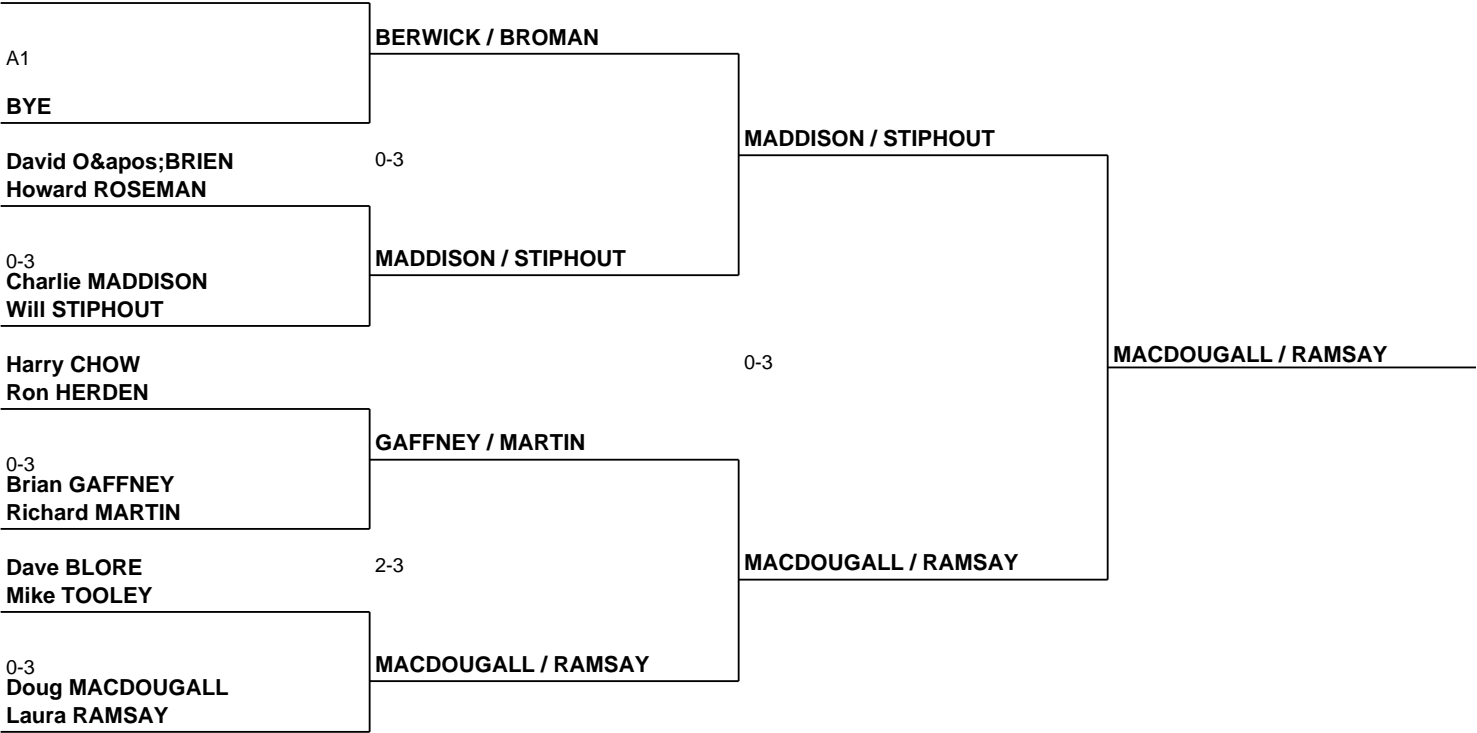 BERWICK / BROMAN
A1
BYE
MADDISON / STIPHOUT
David O&apos;BRIEN
Howard ROSEMAN
0-3
0-3
Charlie MADDISON
Will STIPHOUT
MADDISON / STIPHOUT
Harry CHOW
Ron HERDEN
0-3
MACDOUGALL / RAMSAY
GAFFNEY / MARTIN
0-3
Brian GAFFNEY
Richard MARTIN
Dave BLORE
Mike TOOLEY
2-3
MACDOUGALL / RAMSAY
0-3
Doug MACDOUGALL
Laura RAMSAY
MACDOUGALL / RAMSAY